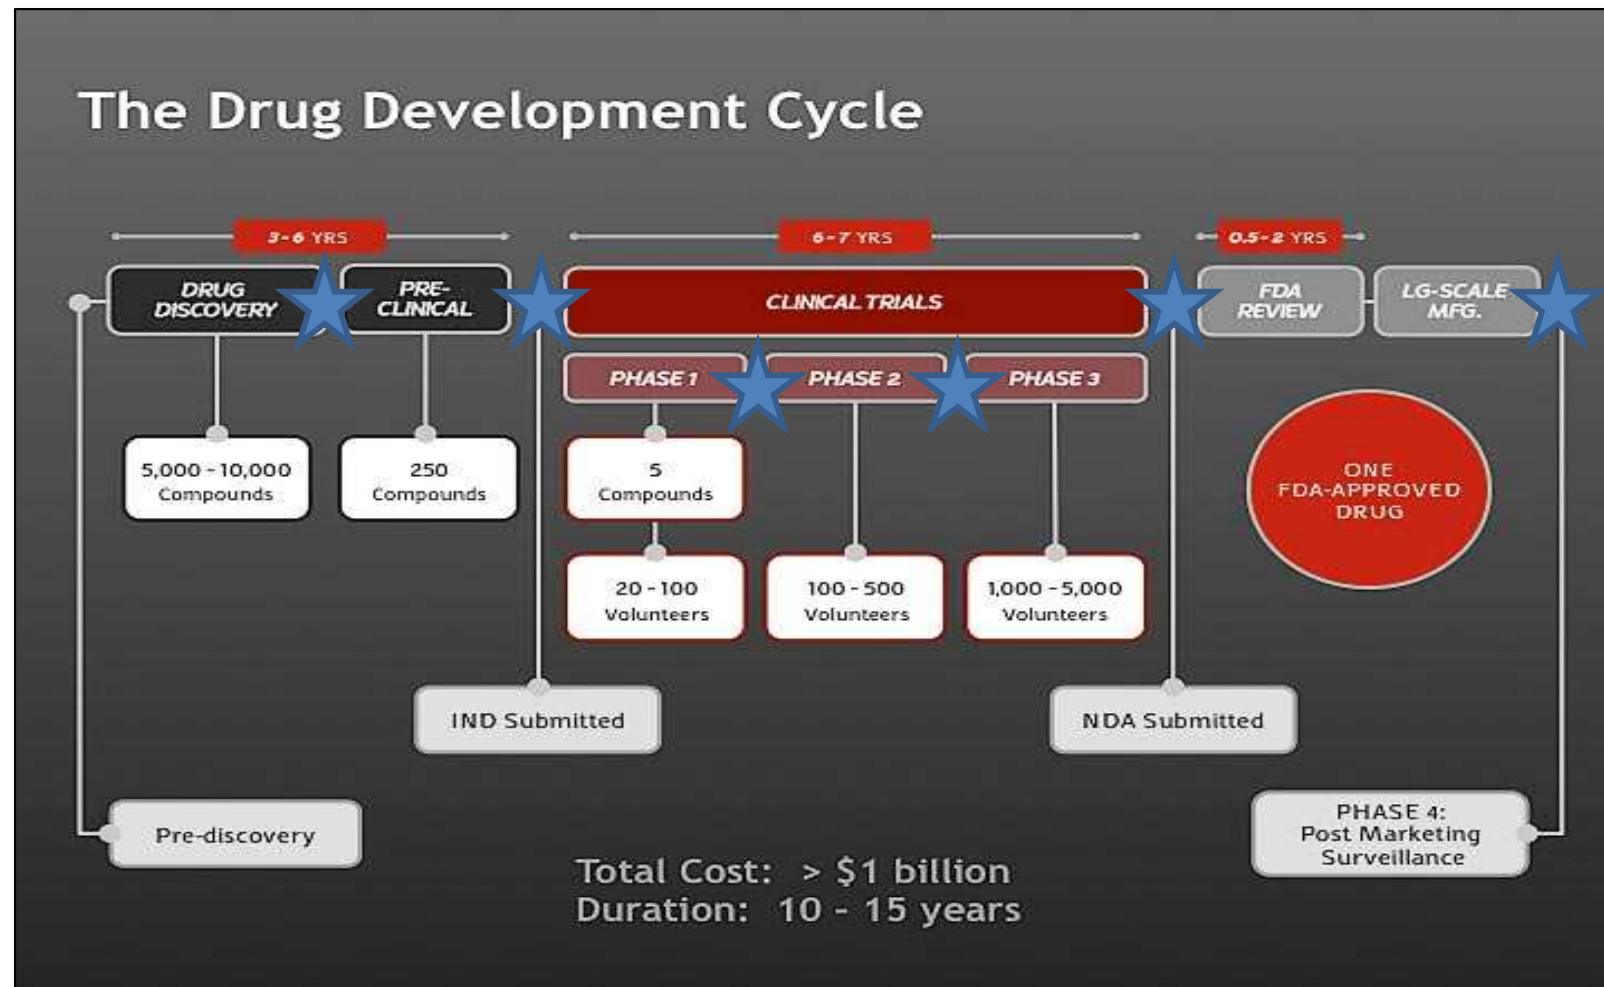 The Drug Development Cycle
3-6 YRS
6-7 YRS
0.5-2 YRS
DRUG
DISCOVERY
PRE-
CLINICAL
CLINICAL TRIALS
FDA
REVIEW
LG-SCALE
MFG.
PHASE 1
PHASE 2
PHASE 3
5,000 - 10,000
Compounds
250
Compounds
5
Compounds
ONE
FDA-APPROVED
DRUG
20 - 100
Volunteers
100 - 500
Volunteers
1,000 - 5,000
Volunteers
IND Submitted
NDA Submitted
Pre-discovery
PHASE 4:
Post Marketing
Surveillance
Total Cost: > $1 billion
Duration: 10 - 15 years